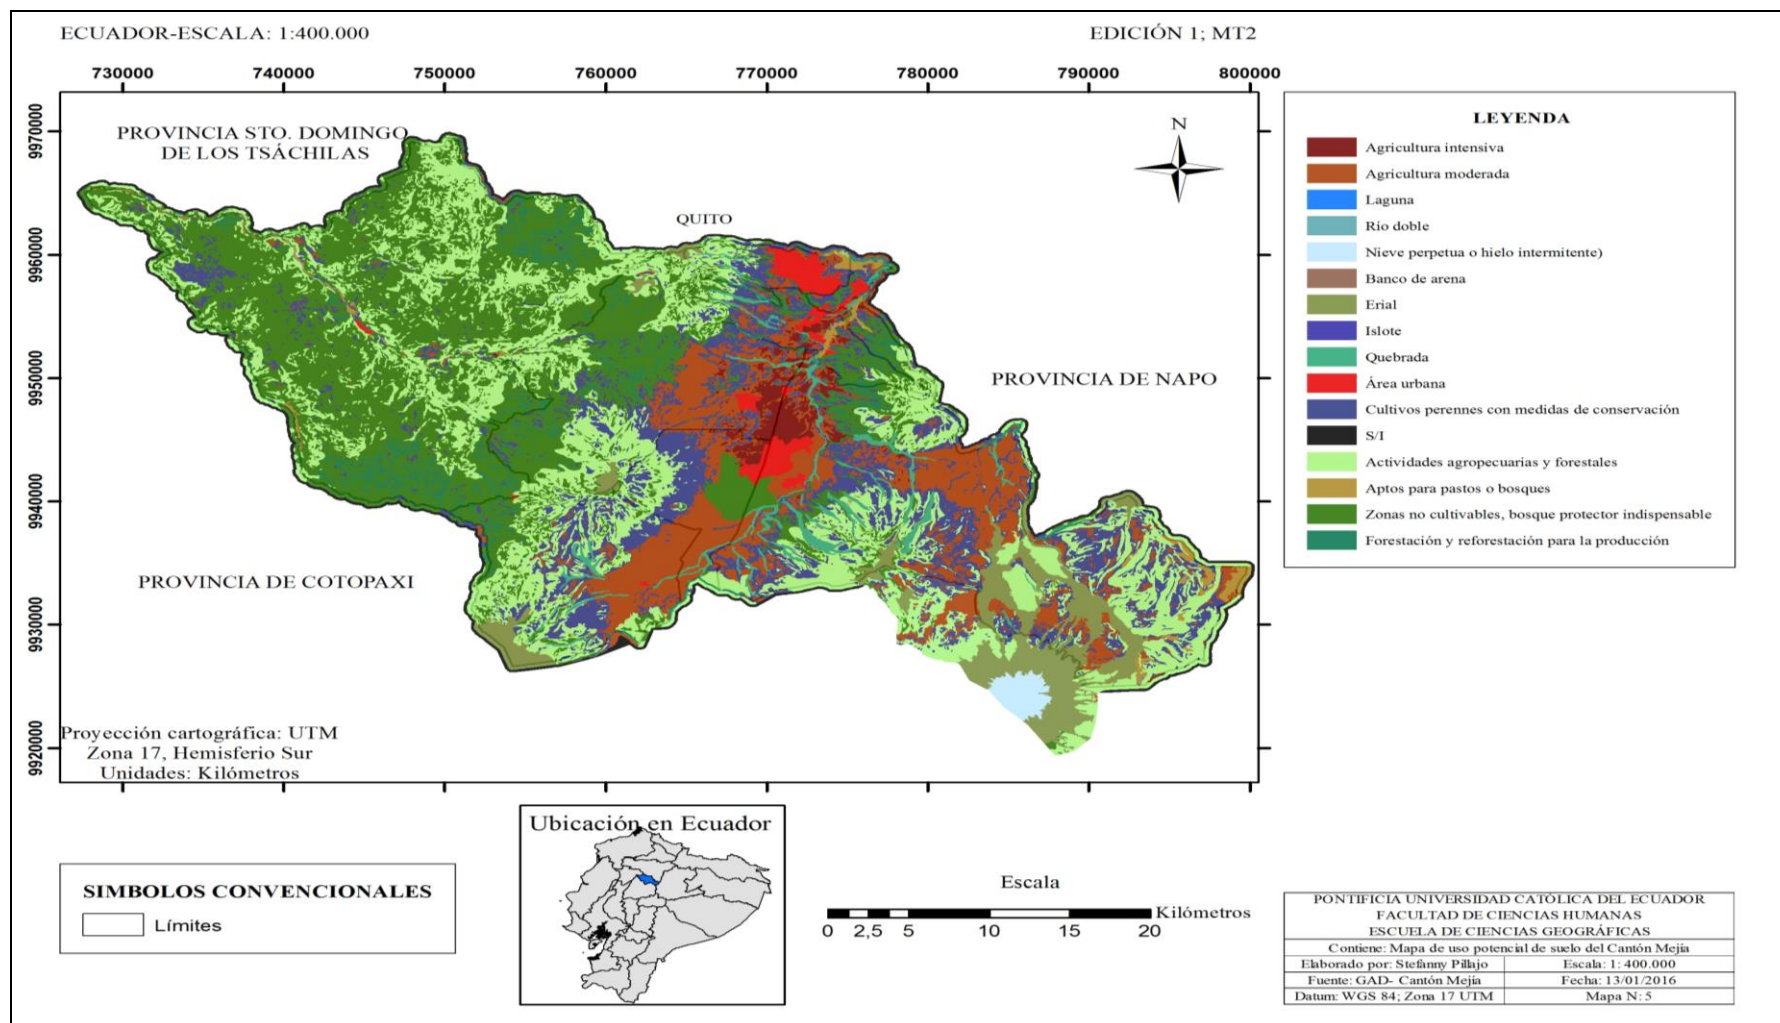 ECUADOR-ESCALA: 1:400.000
EDICIÓN 1; MT2
730000 740000 750000 760000 770000 780000 790000 800000
9970000
9960000
9950000
9940000
9930000
9920000
PROVINCIA STO. DOMINGO
DE LOS TSÁCHILAS
QUITO
N
PROVINCIA DE NAPO
PROVINCIA DE COTOPAXI
Proyección cartográfica: UTM
Zona 17, Hemisferio Sur
Unidades: Kilómetros
LEYENDA
Agricultura intensiva
Agricultura moderada
Laguna
Río doble
Nieve perpetua o hielo intermitente)
Banco de arena
Erial
Islote
Quebrada
Área urbana
Cultivos perennes con medidas de conservación
S/I
Actividades agropecuarias y forestales
Aptos para pastos o bosques
Zonas no cultivables, bosque protector indispensable
Forestación y reforestación para la producción
SIMBOLOS CONVENCIONALES
Límites
Ubicación en Ecuador
Escala
Kilómetros
0 2,5 5 10 15 20
PONTIFICIA UNIVERSIDAD CATÓLICA DEL ECUADOR
FACULTAD DE CIENCIAS HUMANAS
ESCUELA DE CIENCIAS GEOGRÁFICAS
Contiene: Mapa de uso potencial de suelo del Cantón Mejía
Elaborado por: Stefanny Pillajo
Escala: 1: 400.000
Fuente: GAD- Cantón Mejía
Fecha: 13/01/2016
Datum: WGS 84; Zona 17 UTM
Mapa N: 5